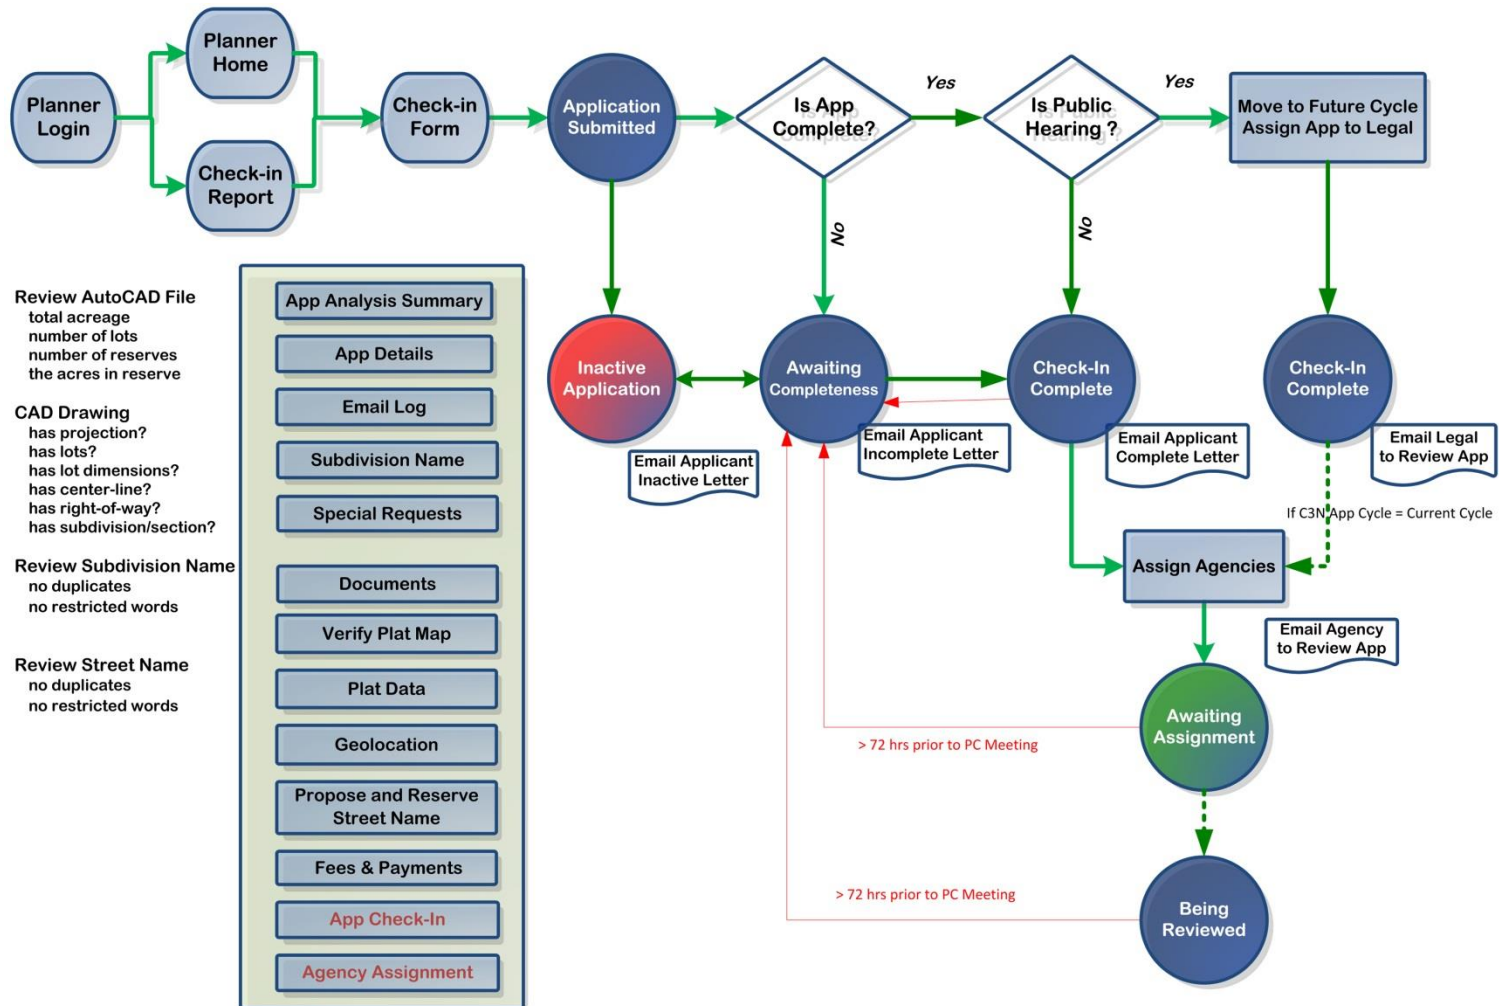 Planner
Login
Planner
Home
Check-in
Report
Check-in
Form
Application
Submitted
Is App
Complete?
Yes
No
Is Public
Hearing ?
Yes
No
Move to Future Cycle
Assign App to Legal
Inactive
Application
Awaiting
Completeness
Check-In
Complete
Check-In
Complete
Email Applicant
Inactive Letter
Email Applicant
Incomplete Letter
Email Applicant
Complete Letter
Email Legal
to Review App
If C3N App Cycle = Current Cycle
Assign Agencies
Email Agency
to Review App
Awaiting
Assignment
> 72 hrs prior to PC Meeting
Being
Reviewed
> 72 hrs prior to PC Meeting
Review AutoCAD File
total acreage
number of lots
number of reserves
the acres in reserve
CAD Drawing
has projection?
has lots?
has lot dimensions?
has center-line?
has right-of-way?
has subdivision/section?
Review Subdivision Name
no duplicates
no restricted words
Review Street Name
no duplicates
no restricted words
App Analysis Summary
App Details
Email Log
Subdivision Name
Special Requests
Documents
Verify Plat Map
Plat Data
Geolocation
Propose and Reserve
Street Name
Fees & Payments
App Check-In
Agency Assignment